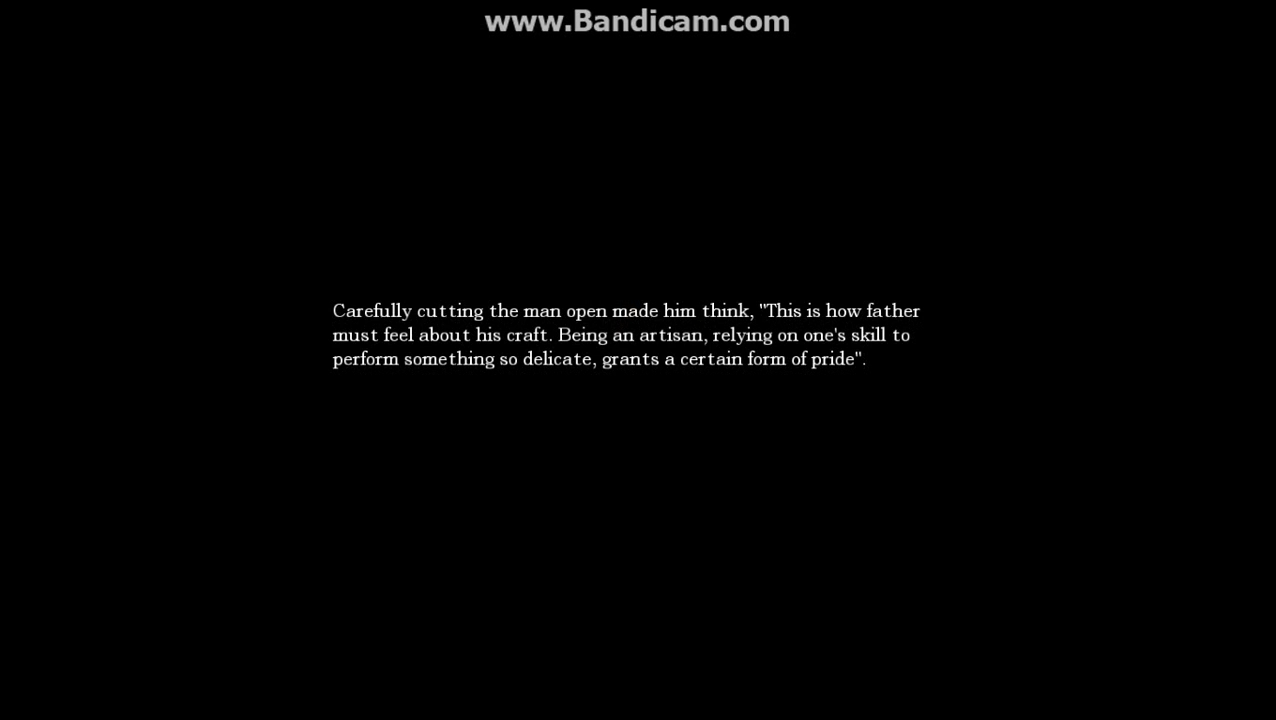 www.Bandicam.com
Carefully cutting the man open made him think, "This is how father
must feel about his craft. Being an artisan, relying on one's skill to
perform something so delicate, grants a certain form of pride".